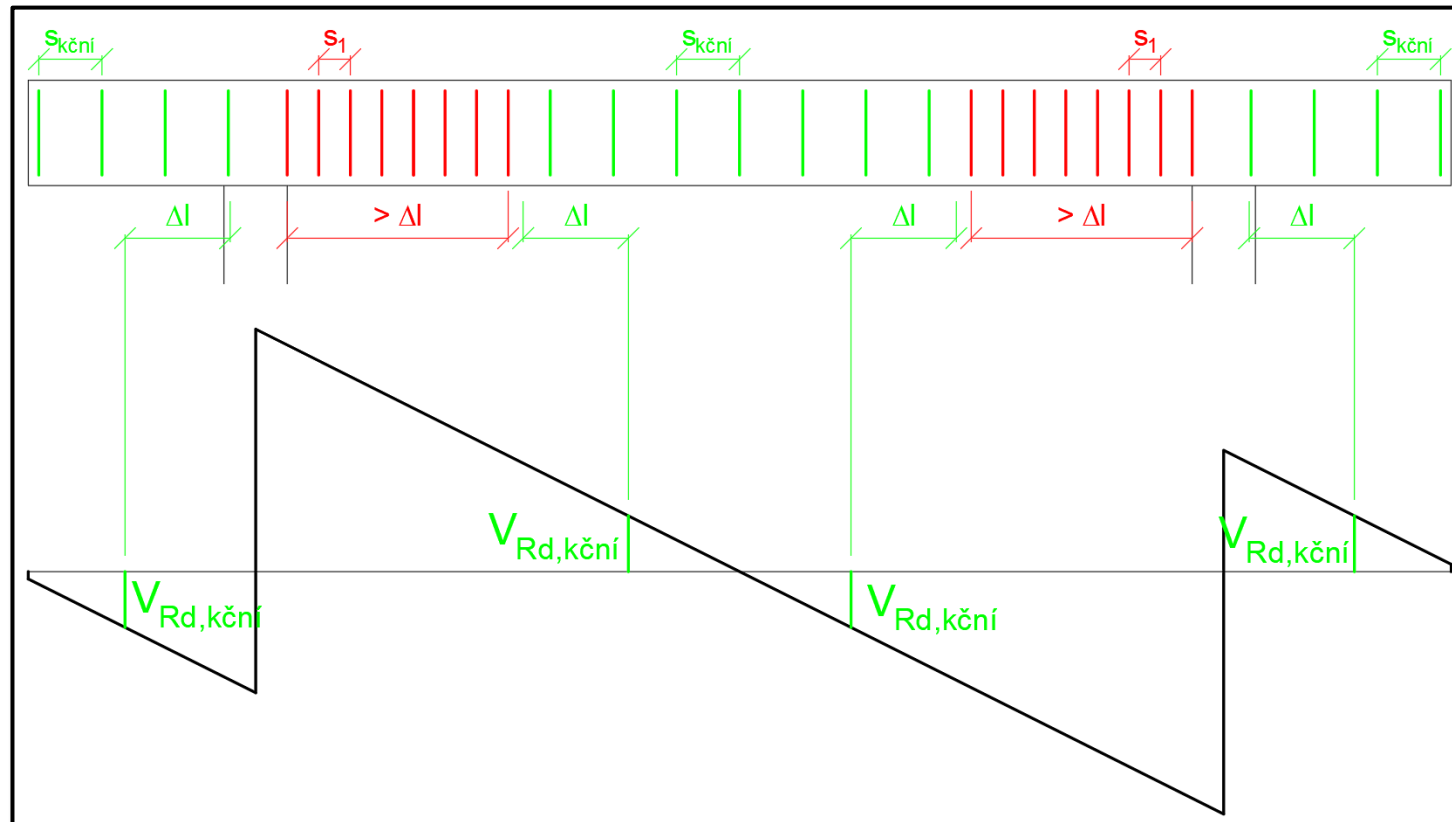 skční
s1
skční
s1
skční
Δl
> Δl
Δl
Δl
> Δl
Δl
VRd,kční
VRd,kční
VRd,kční
VRd,kční